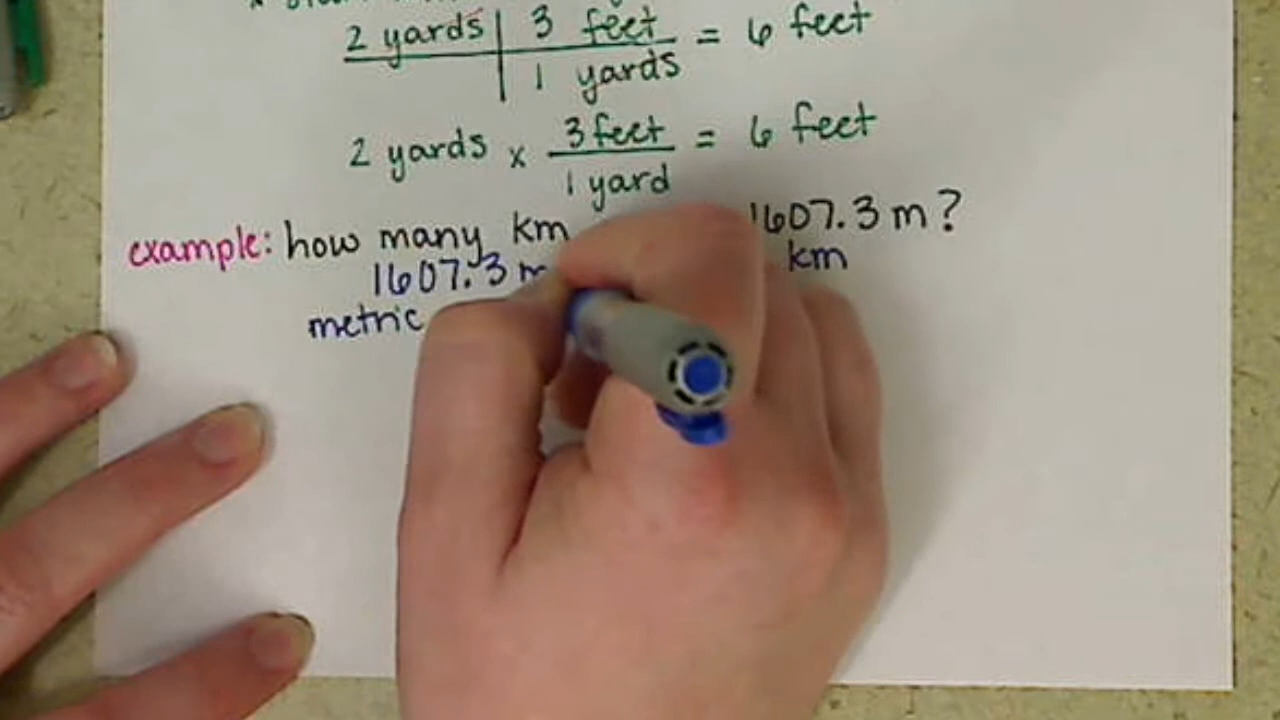 2 yards 3 feet = 6 feet
1 yards
2 yards x 3 feet = 6 feet
1 yard
example: how many km 1607.3 m?
1607.3 m km
metric